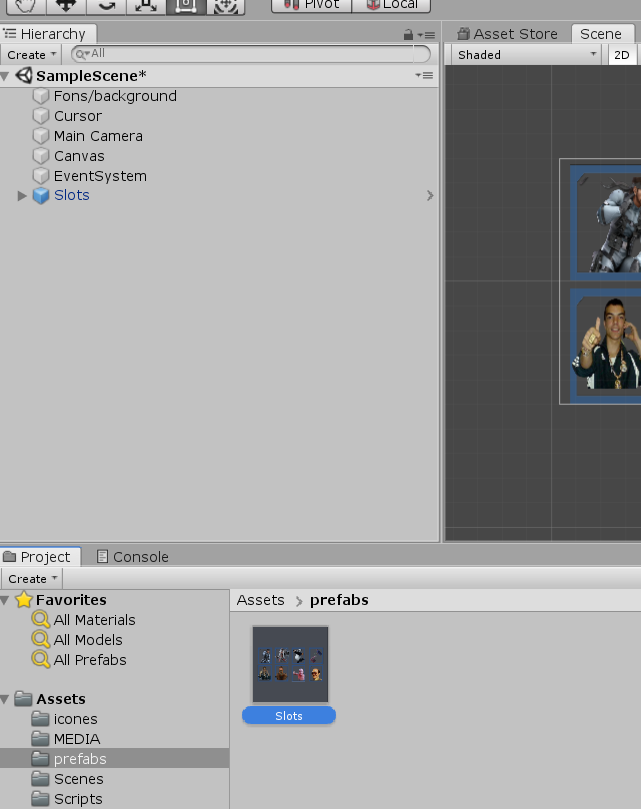 Pivot Local
Hierarchy
Create All
SampleScene*
Fons/background
Cursor
Main Camera
Canvas
EventSystem
Slots
Asset Store Scene
Shaded 2D
Project Console
Create
Favorites
All Materials
All Models
All Prefabs
Assets
icones
MEDIA
prefabs
Scenes
Scripts
Assets > prefabs
Slots